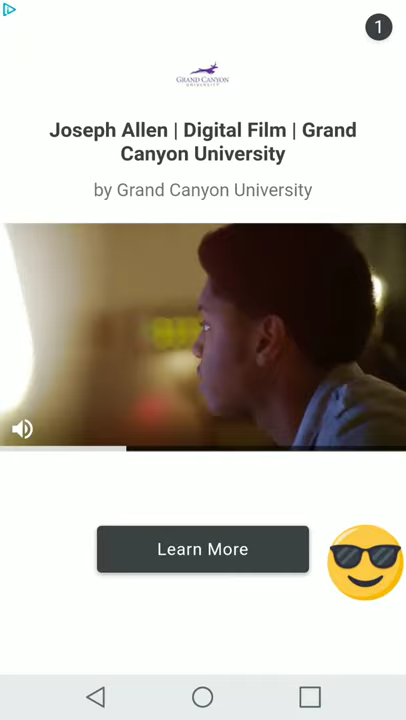 1
GRAND CANYON
UNIVERSITY
Joseph Allen | Digital Film | Grand
Canyon University
by Grand Canyon University
Learn More